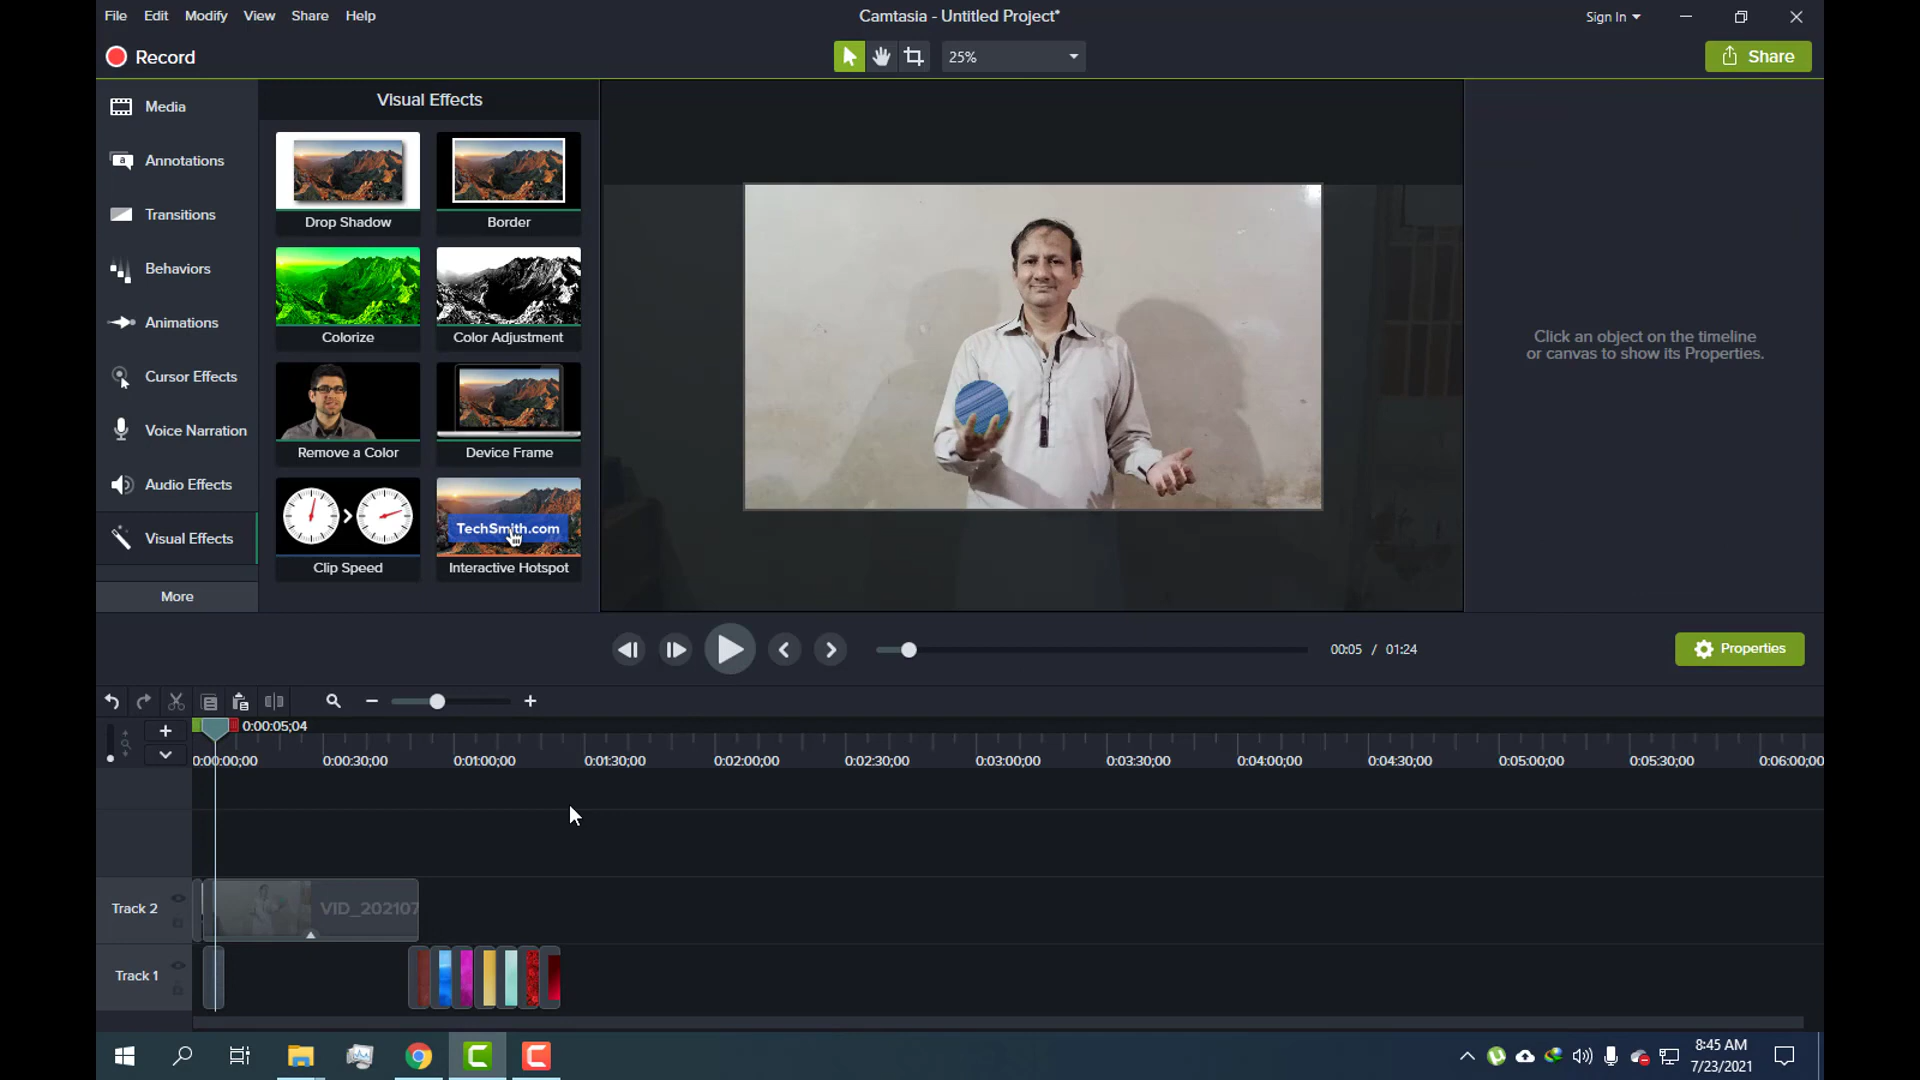 File Edit Modify View Share Help
Camtasia - Untitled Project*
Sign In
Record
25%
Share
Media
Annotations
Transitions
Behaviors
Animations
Cursor Effects
Voice Narration
Audio Effects
Visual Effects
More
Visual Effects
Drop Shadow
Border
Colorize
Color Adjustment
Remove a Color
Device Frame
TechSmith.com
Clip Speed
Interactive Hotspot
Click an object on the timeline
or canvas to show its Properties.
00:05 / 01:24
Properties
0:00:05;04
0:00:00;00 0:00:30;00 0:01:00;00 0:01:30;00 0:02:00;00 0:02:30;00 0:03:00;00 0:03:30;00 0:04:00;00 0:04:30;00 0:05:00;00 0:05:30;00 0:06:00;00
Track 2
VID_202107
Track 1
8:45 AM
7/23/2021